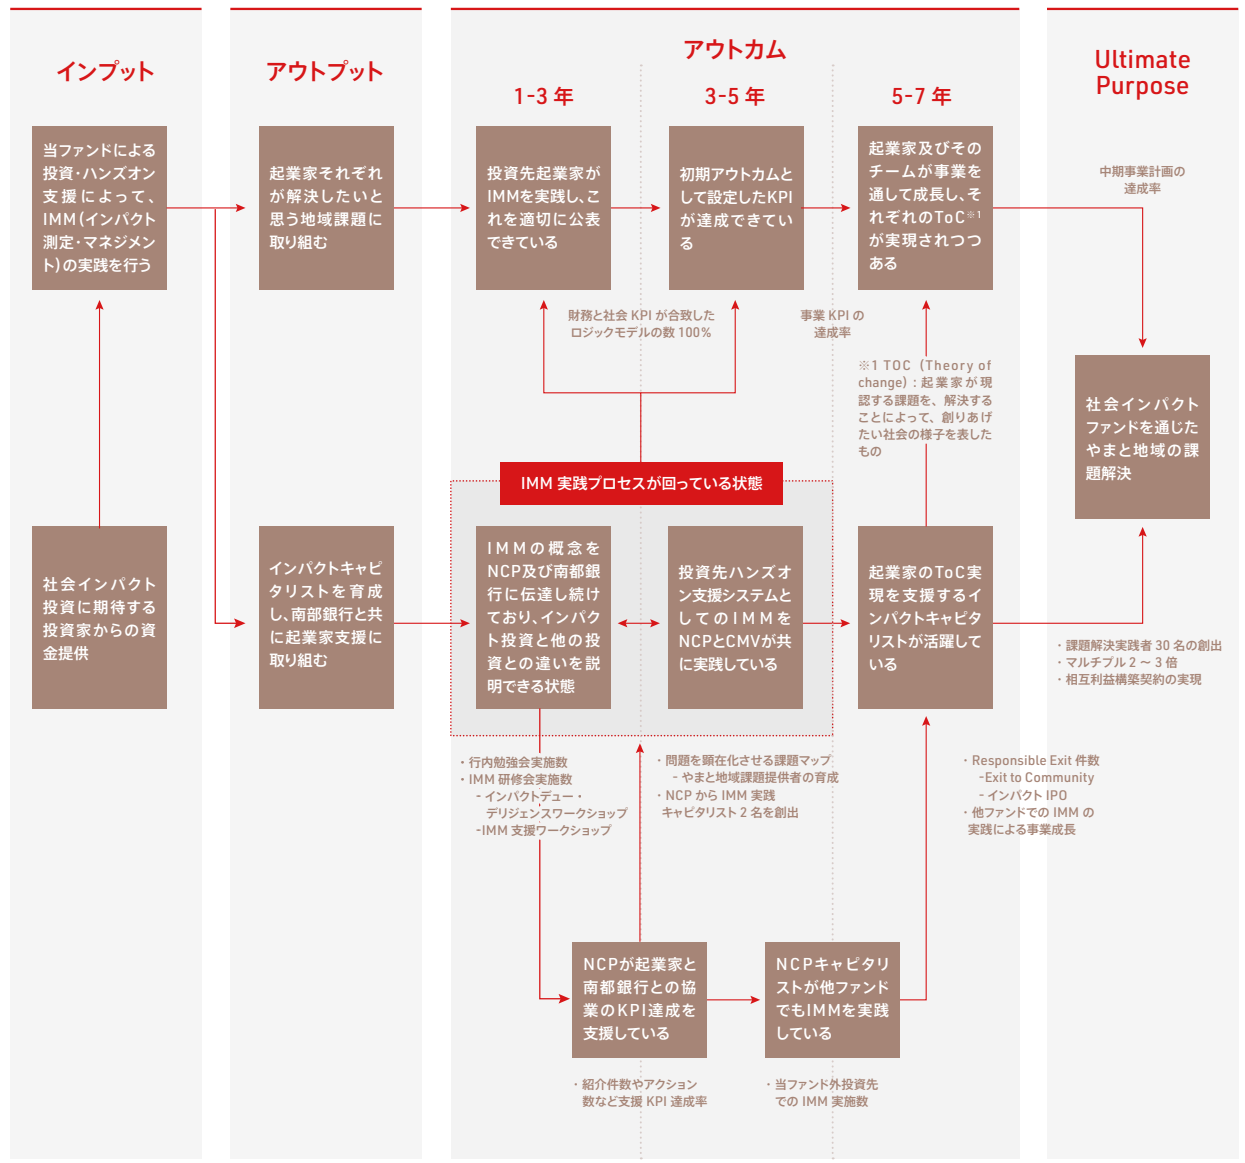 インプット
アウトプット
アウトカム
1-3 年
3-5 年
5-7 年
Ultimate
Purpose
当ファンドによる
投資・ハンズオン
支援によって、
IMM(インパクト
測定・マネジメン
ト)の実践を行う
起業家それぞれ
が解決したいと
思う地域課題に
取り組む
投資先起業家が
IMMを実践し、こ
れを適切に公表
できている
初期アウトカムと
して設定したKPI
が達成できてい
る
起業家及びその
チームが事業を
通して成長し、そ
れぞれのToC※1
が実現されつつ
ある
中期事業計画の
達成率
財務と社会 KPI が合致した
ロジックモデルの数 100%
事業 KPI の
達成率
※1 TOC (Theory of
change) : 起業家が現
認する課題を、解決する
ことによって、創りあげ
たい社会の様子を表した
もの
社会インパクト
ファンドを通じた
やまと地域の課
題解決
IMM 実践プロセスが回っている状態
社会インパクト
投資に期待する
投資家からの資
金提供
インパクトキャピ
タリストを育成
し、南部銀行と共
に起業家支援に
取り組む
IMMの概念を
NCP及び南都銀
行に伝達し続け
ており、インパク
ト投資と他の投
資との違いを説
明できる状態
投資先ハンズオ
ン支援システムと
してのIMMを
NCPとCMVが共
に実践している
起業家のToC実
現を支援するイ
ンパクトキャピタ
リストが活躍して
いる
・課題解決実践者 30 名の創出
・マルチプル 2 ～ 3 倍
・相互利益構築契約の実現
・行内勉強会実施数
・IMM 研修会実施数
- インパクトデュー・
デリジェンスワークショップ
-IMM 支援ワークショップ
・問題を顕在化させる課題マップ
- やまと地域課題提供者の育成
・NCP から IMM 実践
キャピタリスト 2 名を創出
・Responsible Exit 件数
-Exit to Community
- インパクト IPO
・他ファンドでの IMM の
実践による事業成長
NCPが起業家と
南都銀行との協
業のKPI達成を
支援している
NCPキャピタリ
ストが他ファンド
でもIMMを実践
している
・紹介件数やアクション
数など支援 KPI 達成率
・当ファンド外投資先
での IMM 実施数